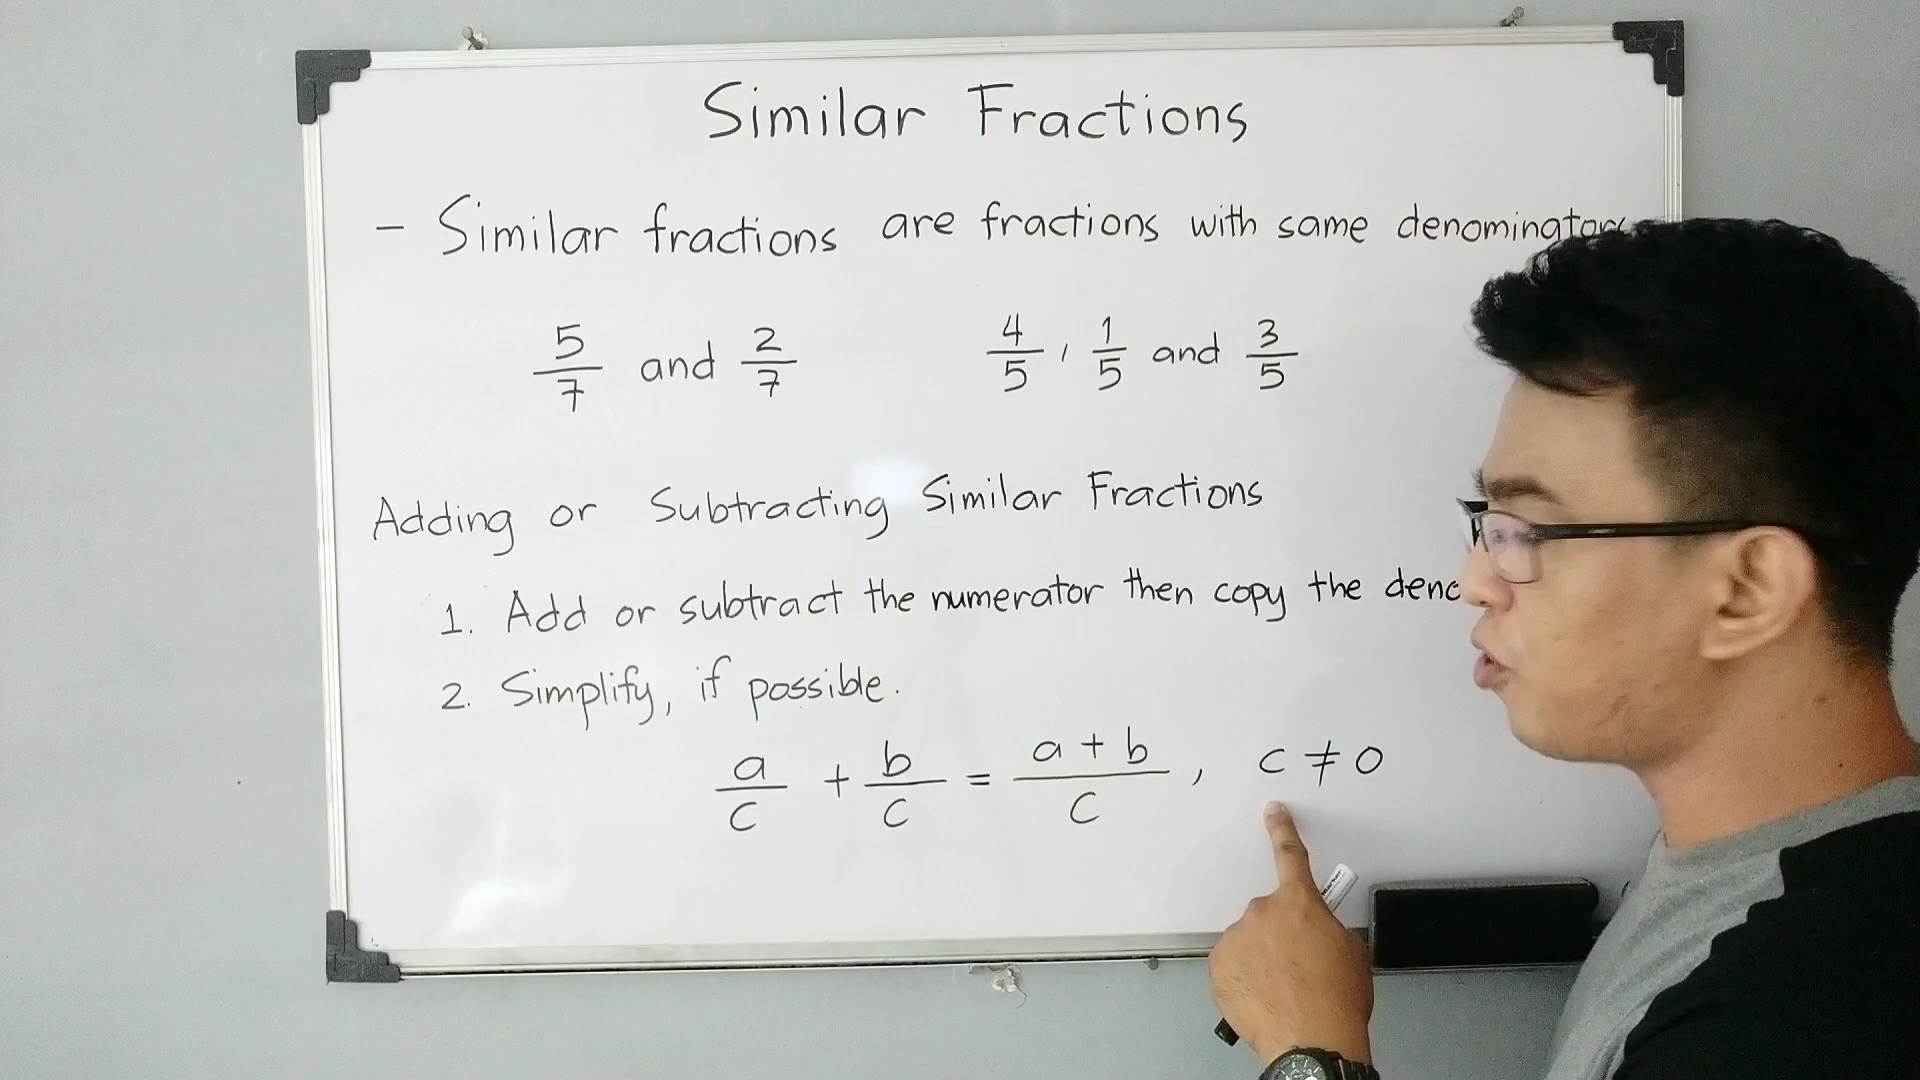 Similar Fractions
- Similar fractions are fractions with same denominators
5/7 and 2/7 4/5, 1/5 and 3/5
Adding or Subtracting Similar Fractions
1. Add or subtract the numerator then copy the
2. Simplify, if possible.
a/c + b/c = a + b/c, c ≠ 0
Marker